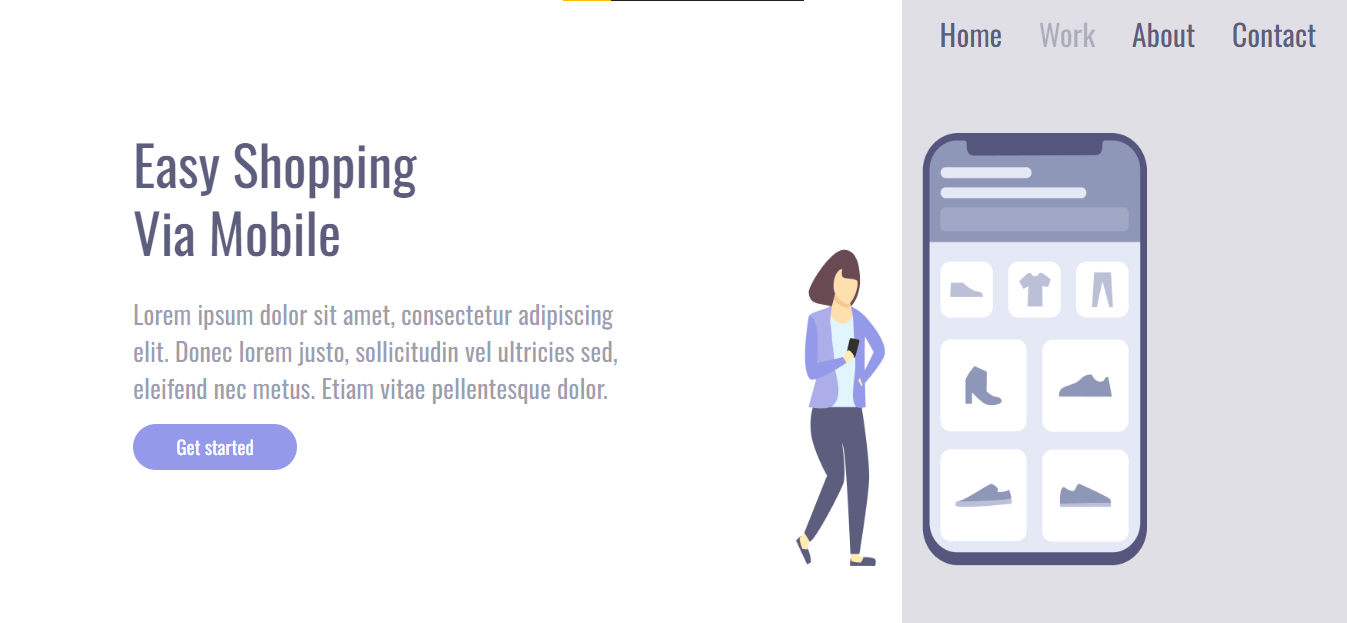 Home Work About Contact
Easy Shopping
Via Mobile
Lorem ipsum dolor sit amet, consectetur adipiscing
elit. Donec lorem justo, sollicitudin vel ultricies sed,
eleifend nec metus. Etiam vitae pellentesque dolor.
Get started